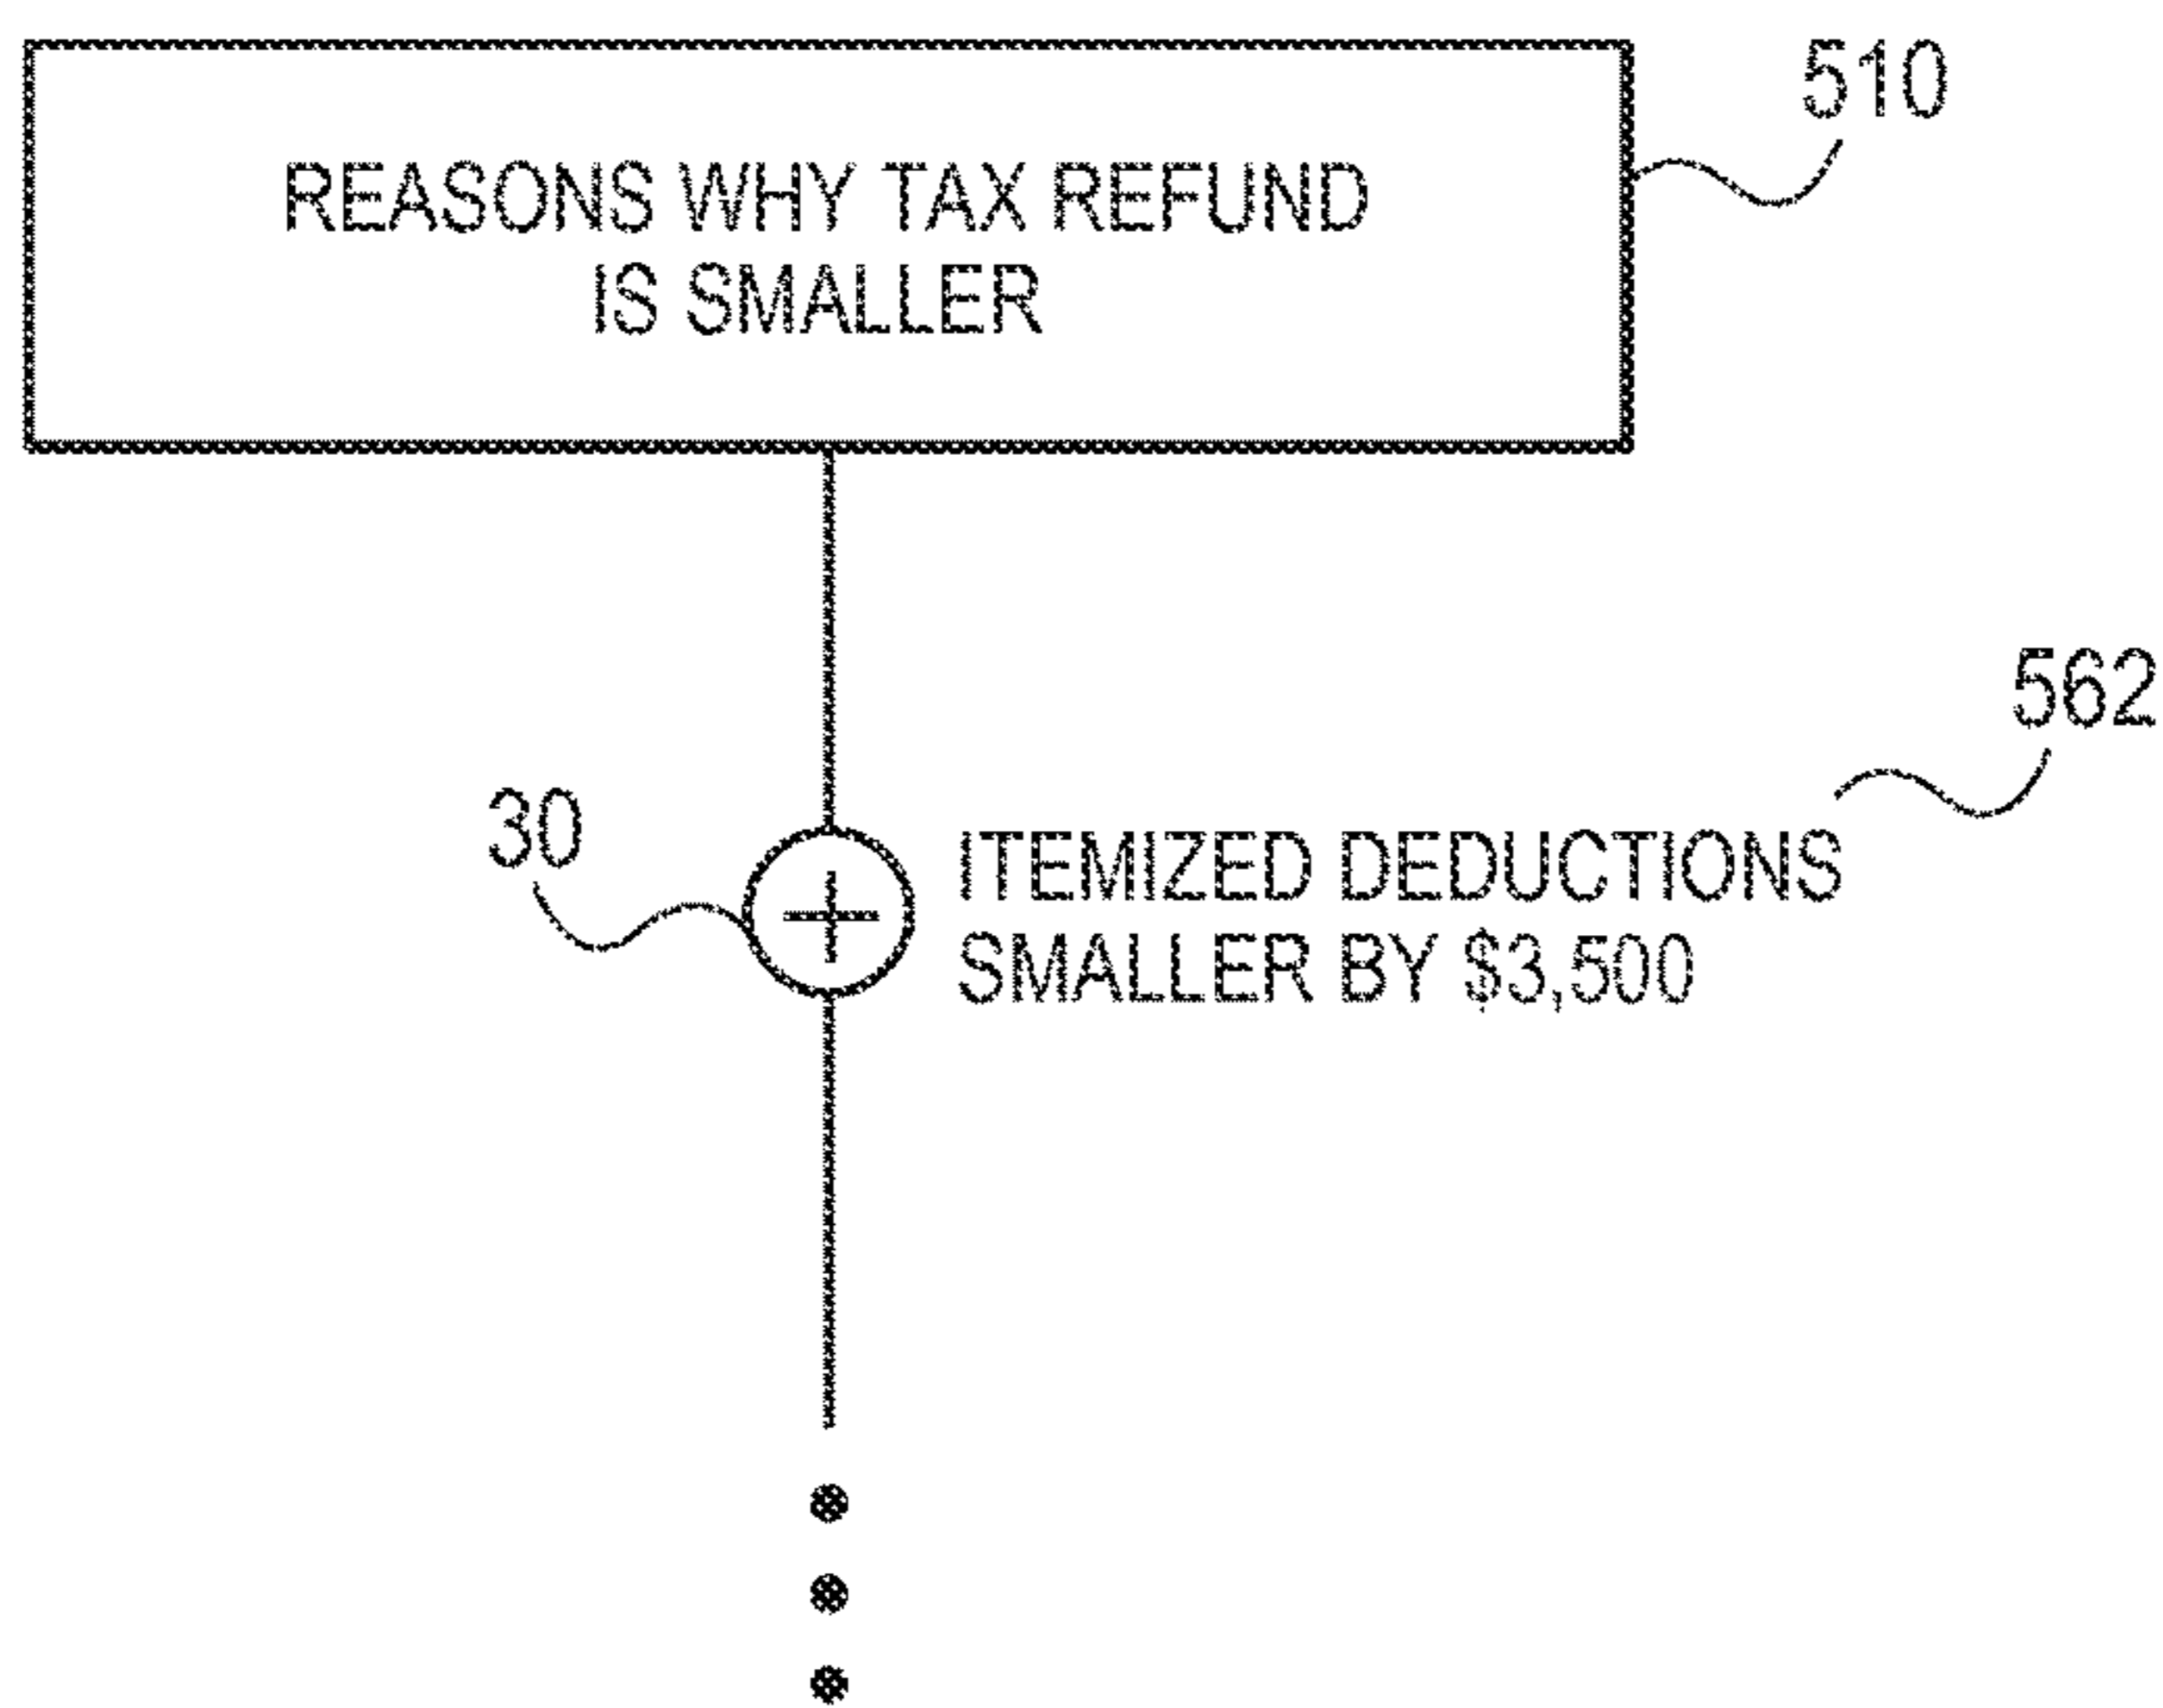 510
REASONS WHY TAX REFUND
IS SMALLER
562
30
ITEMIZED DEDUCTIONS
SMALLER BY $3,500